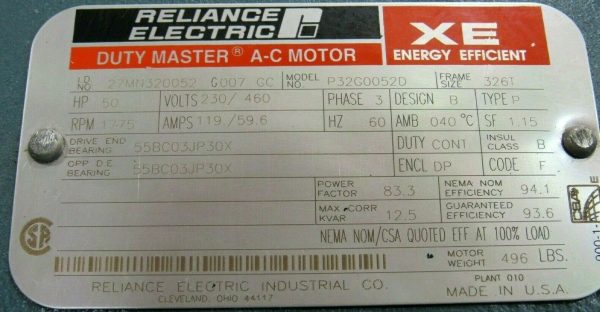 RELIANCE
ELECTRIC
XE
DUTY MASTER® A-C MOTOR
ENERGY EFFICIENT
I.D. NO. 27MN320052 G007 GC MODEL NO. P32G0052D FRAME SIZE 326T
HP 50 VOLTS 230/ 460 PHASE 3 DESIGN B TYPE P
RPM 1775 AMPS 119./59.6 HZ 60 AMB 040 °C SF 1.15
DRIVE END BEARING 55BC03JP30X DUTY CONT INSUL CLASS B
OPP D.E. BEARING 55BC03JP30X ENCL DP CODE F
POWER FACTOR 83.3 NEMA NOM EFFICIENCY 94.1
MAX CORR KVAR 12.5 GUARANTEED EFFICIENCY 93.6
NEMA NOM/CSA QUOTED EFF AT 100% LOAD
MOTOR WEIGHT 496 LBS.
RELIANCE ELECTRIC INDUSTRIAL CO.
CLEVELAND, OHIO 44117
PLANT 010
MADE IN U.S.A.